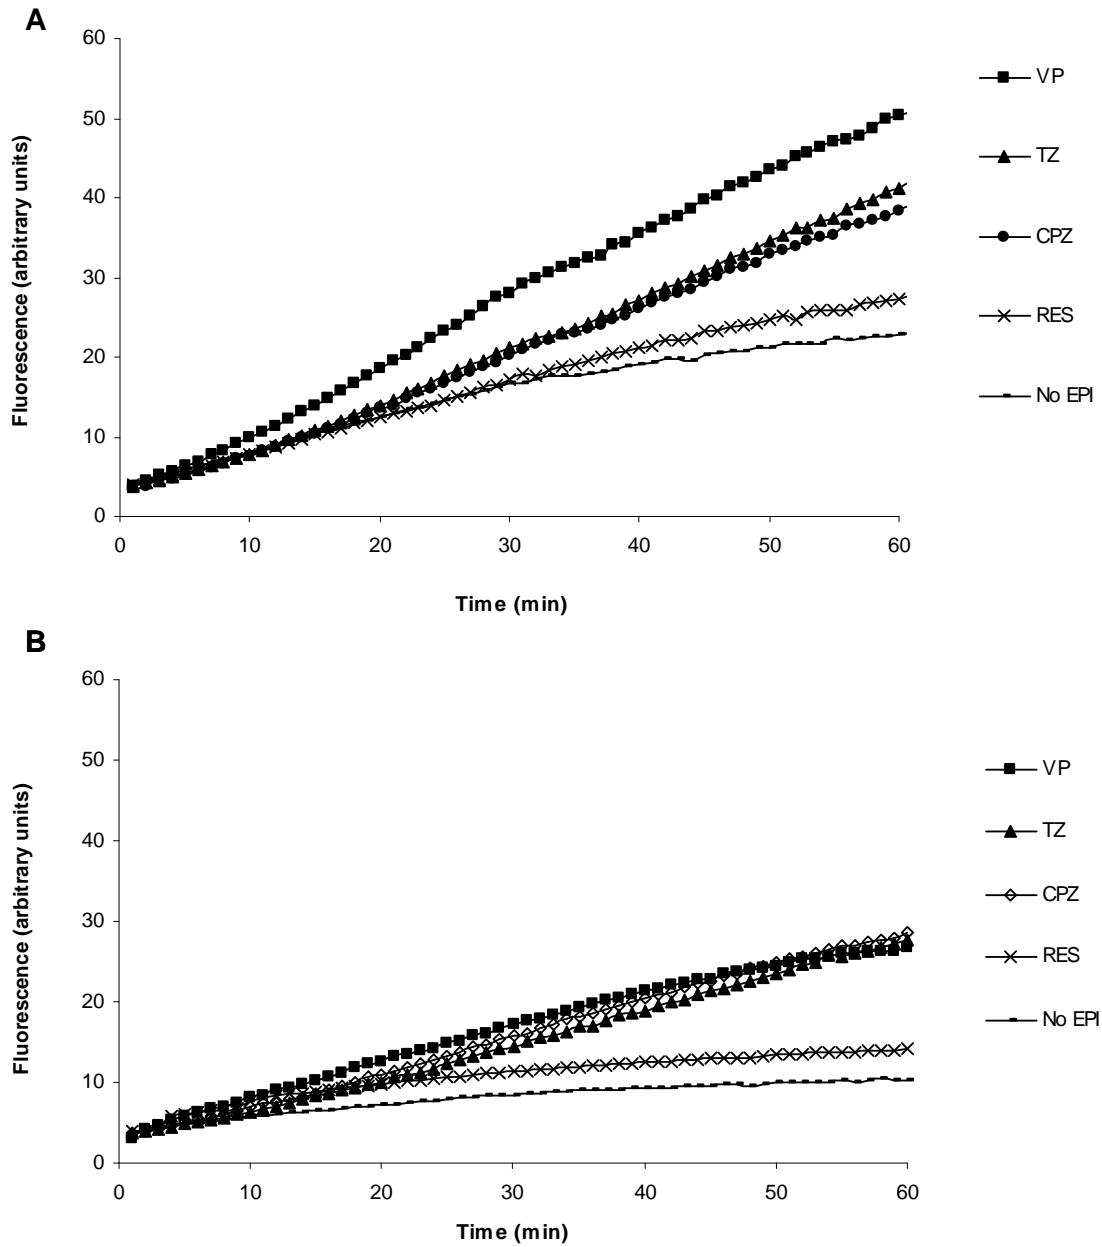 A
Fluorescence (arbitrary units)
60
50
40
30
20
10
0
0 10 20 30 40 50 60
Time (min)
VP
TZ
CPZ
RES
No EPI
B
Fluorescence (arbitrary units)
60
50
40
30
20
10
0
0 10 20 30 40 50 60
Time (min)
VP
TZ
CPZ
RES
No EPI